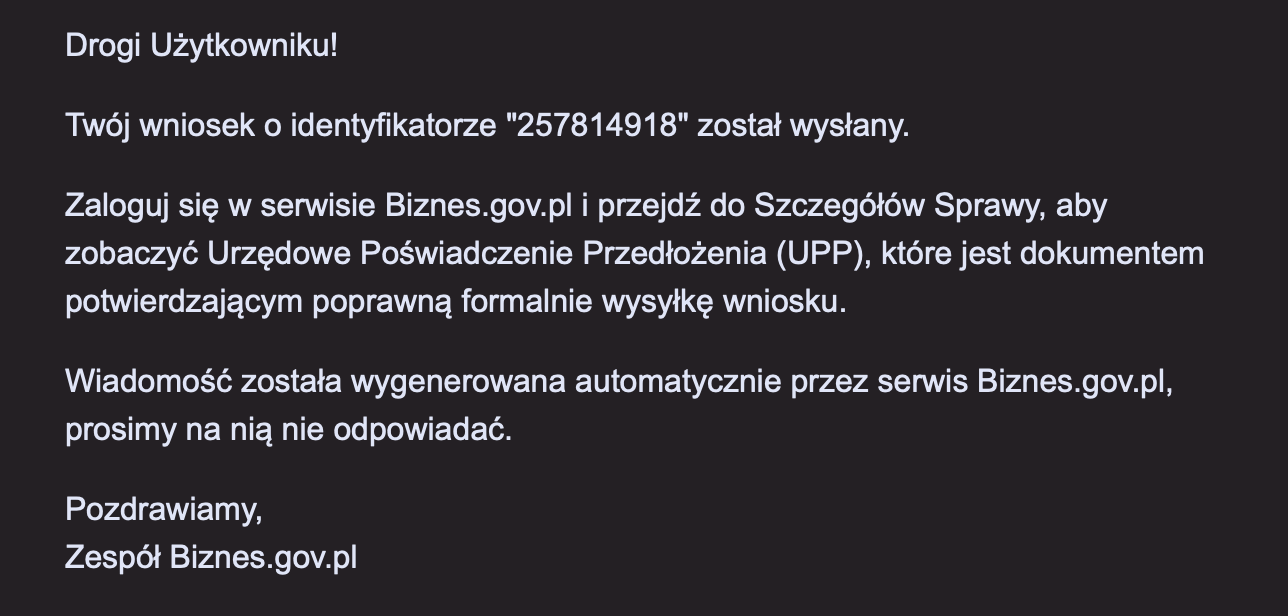 Drogi Użytkowniku!
Twój wniosek o identyfikatorze "257814918" został wysłany.
Zaloguj się w serwisie Biznes.gov.pl i przejdź do Szczegółów Sprawy, aby
zobaczyć Urzędowe Poświadczenie Przedłożenia (UPP), które jest dokumentem
potwierdzającym poprawną formalnie wysyłkę wniosku.
Wiadomość została wygenerowana automatycznie przez serwis Biznes.gov.pl,
prosimy na nią nie odpowiadać.
Pozdrawiamy,
Zespół Biznes.gov.pl